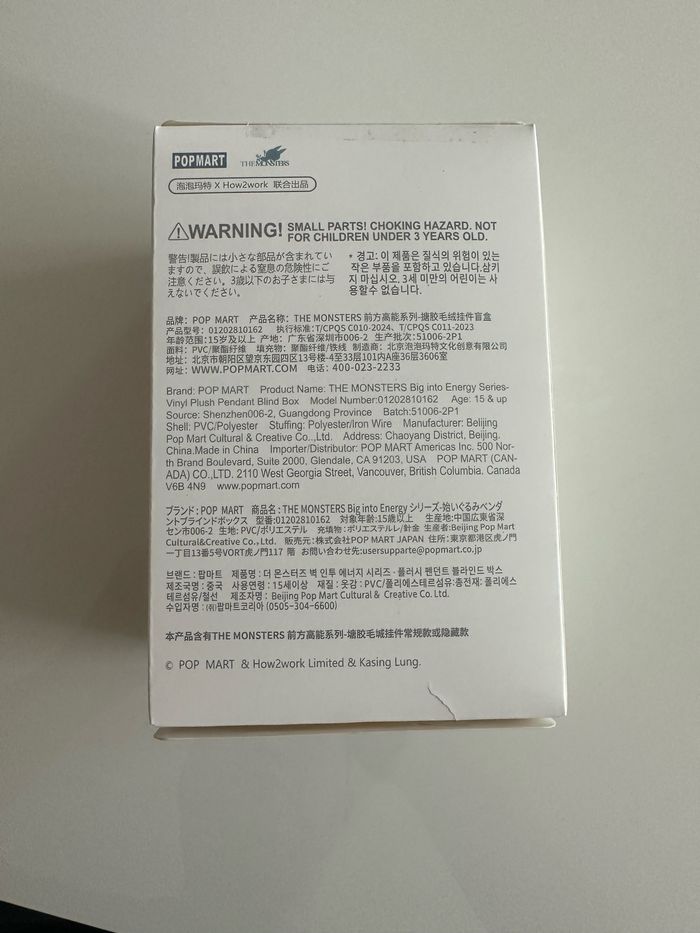 POP MART THE MONSTERS
泡泡玛特 X How2work 联合出品
WARNING! SMALL PARTS! CHOKING HAZARD. NOT
FOR CHILDREN UNDER 3 YEARS OLD.
警告!製品には小さな部品が含まれてい
ますので、誤飲による窒息の危険性にご
注意ください。3歳以下のお子さまには与
えないでください。
* 경고: 이 제품은 질식의 위험이 있는
작은 부품을 포함하고 있습니다.삼키
지 마십시오. 3세 미만의 어린이는 사
용할수 없습니다.
品牌：POP MART 产品名称：THE MONSTERS 前方高能系列-搪胶毛绒挂件盲盒
产品型号：01202810162 执行标准:T/CPQS C010-2024、T/CPQS C011-2023
年龄范围:15岁及以上 产地：广东省深圳市006-2 生产批次:51006-2P1
面料：PVC/聚酯纤维 填充物：聚酯纤维/铁线 制造商：北京泡泡玛特文化创意有限公司
地址：北京市朝阳区望京东园四区13号楼-4至33层101内A座36层3606室
网址：WWW.POPMART.COM 电话：400-023-2233
Brand: POP MART Product Name: THE MONSTERS Big into Energy Series-
Vinyl Plush Pendant Blind Box Model Number:01202810162 Age: 15 & up
Source: Shenzhen006-2, Guangdong Province Batch:51006-2P1
Shell: PVC/Polyester Stuffing: Polyester/Iron Wire Manufacturer: Belijing
Pop Mart Cultural & Creative Co.,Ltd. Address: Chaoyang District, Beijing.
China.Made in China Importer/Distributor: POP MART Americas Inc. 500 Nor-
th Brand Boulevard, Suite 2000, Glendale, CA 91203, USA POP MART (CAN-
ADA) CO.,LTD. 2110 West Georgia Street, Vancouver, British Columbia. Canada
V6B 4N9 www.popmart.com
ブランド：POP MART 商品名：THE MONSTERS Big into Energy シリーズ-始いぐるみペンダ
ントブラインドボックス 型番:01202810162 対象年齢:15歳以上 生産地:中国広東省深
セン市006-2 生地: PVC/ポリエステル 充填物：ポリエステルレ/針金 生産者:Beijing Pop Mart
Cultural&Creative Co.,Ltd. 販売元：株式会社POP MART JAPAN 住所：東京都港区虎ノ門
一丁目13番5号VORT虎ノ門117 階 お問い合わせ先:usersupparte@popmart.co.jp
브랜드 : 팝마트 제품명 : 더 몬스터즈 벽 인투 에너지 시리즈 · 풀러시 펜던트 블라인드 박스
제조국명 : 중국 사용연령 : 15세이상 재질 : 옷감 : PVC/폴리에스테르섬유:충전재: 폴리에스
테르섬유/철선 제조자명 : Beijing Pop Mart Cultural & Creative Co. Ltd.
수입자명 : ㈜팝마트코리아 (0505-304-6600)
本产品含有THE MONSTERS 前方高能系列-搪胶毛城挂件常规款或隐藏款
© POP MART & How2work Limited & Kasing Lung.